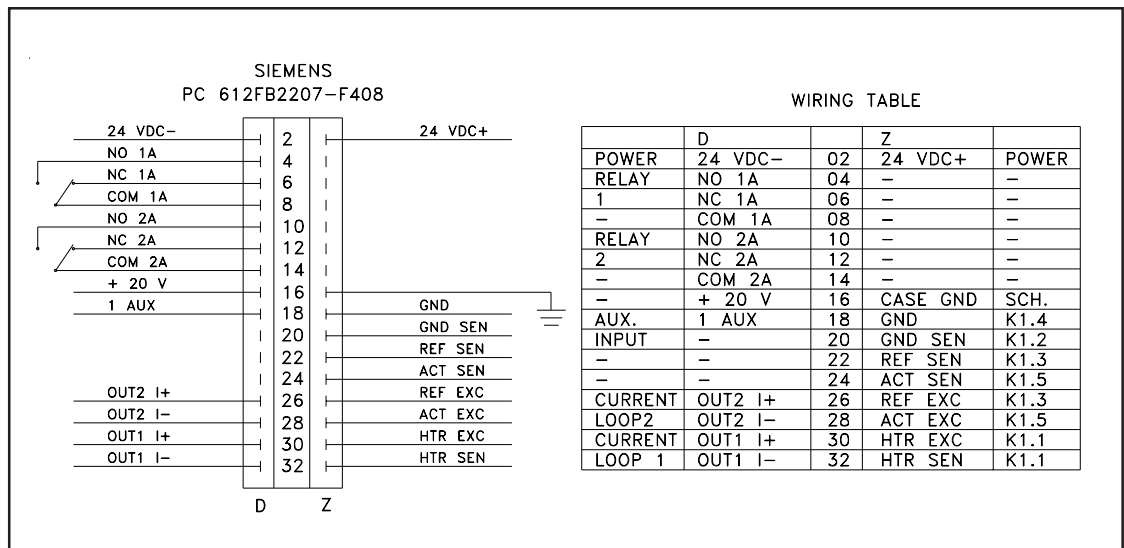 SIEMENS
PC 612FB2207-F408
24 VDC- 2 24 VDC+
NO 1A 4
NC 1A 6
COM 1A 8
NO 2A 10
NC 2A 12
COM 2A 14
+ 20 V 16
1 AUX 18 GND
20 GND SEN
22 REF SEN
24 ACT SEN
OUT2 I+ 26 REF EXC
OUT2 I- 28 ACT EXC
OUT1 I+ 30 HTR EXC
OUT1 I- 32 HTR SEN
D Z
WIRING TABLE
D Z
POWER 24 VDC- 02 24 VDC+ POWER
RELAY NO 1A 04 - -
1 NC 1A 06 - -
- COM 1A 08 - -
RELAY NO 2A 10 - -
2 NC 2A 12 - -
- COM 2A 14 - -
- + 20 V 16 CASE GND SCH.
AUX. 1 AUX 18 GND K1.4
INPUT - 20 GND SEN K1.2
- - 22 REF SEN K1.3
- - 24 ACT SEN K1.5
CURRENT OUT2 I+ 26 REF EXC K1.3
LOOP2 OUT2 I- 28 ACT EXC K1.5
CURRENT OUT1 I+ 30 HTR EXC K1.1
LOOP 1 OUT1 I- 32 HTR SEN K1.1